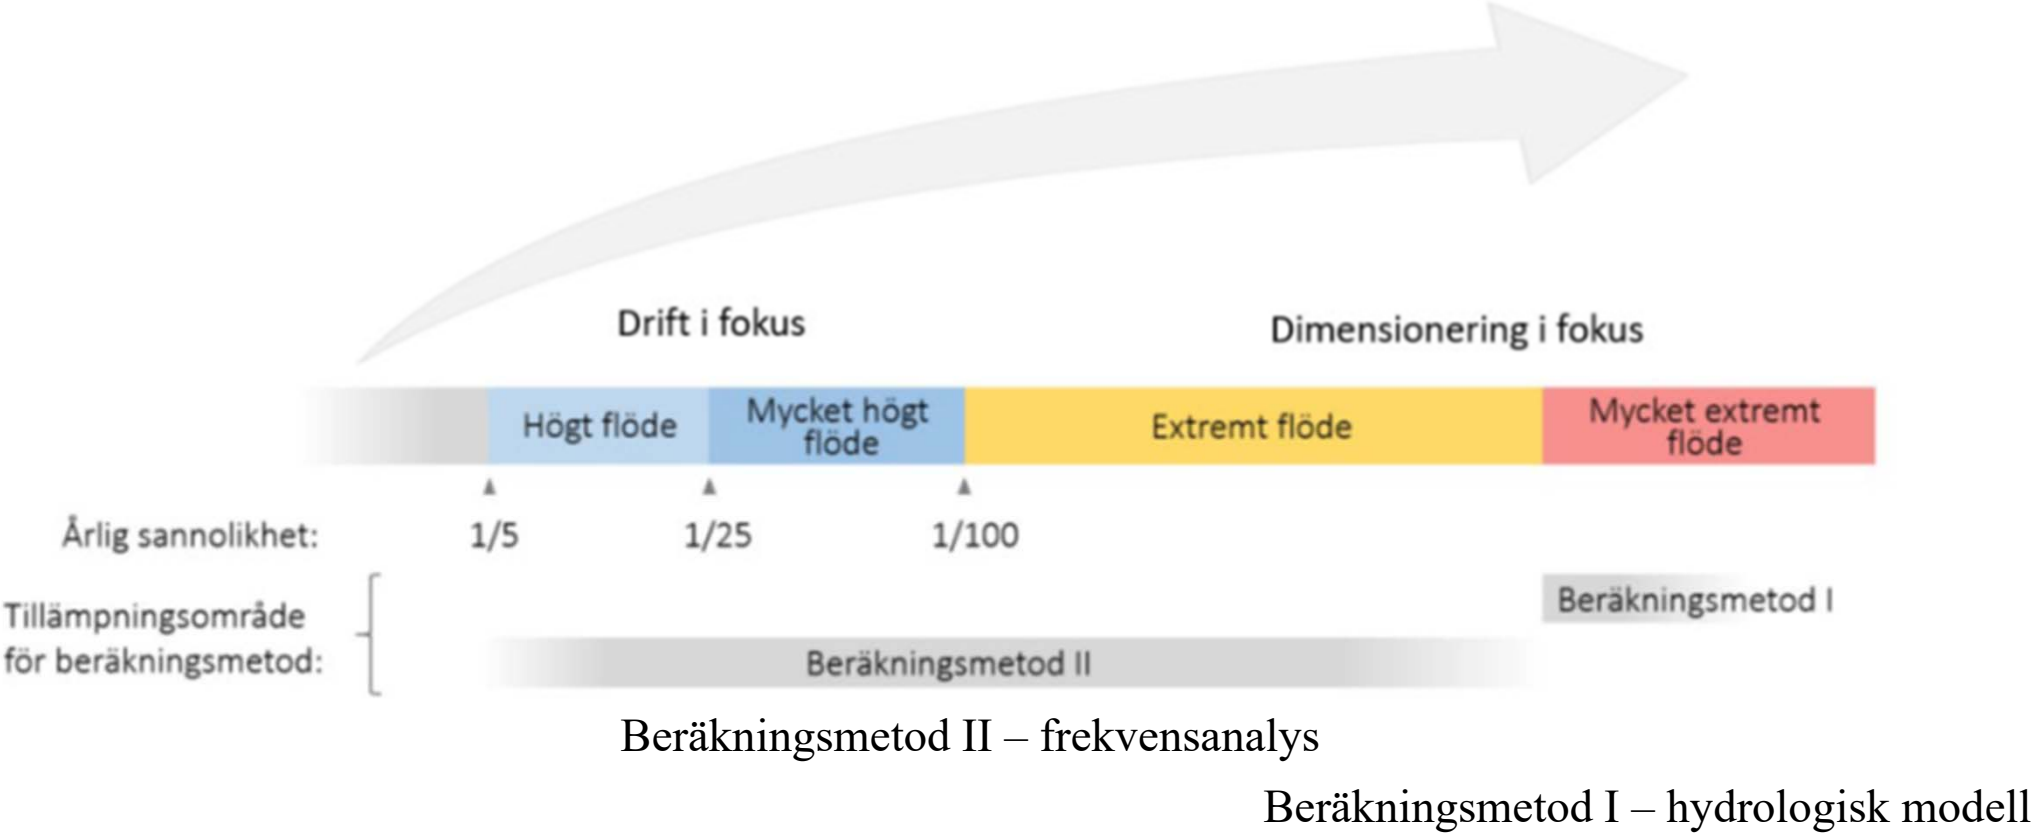 Drift i fokus
Dimensionering i fokus
Högt flöde
Mycket högt
flöde
Extremt flöde
Mycket extremt
flöde
Årlig sannolikhet:
1/5
1/25
1/100
Tillämpningsområde
för beräkningsmetod:
Beräkningsmetod I
Beräkningsmetod II
Beräkningsmetod II – frekvensanalys
Beräkningsmetod I – hydrologisk modell